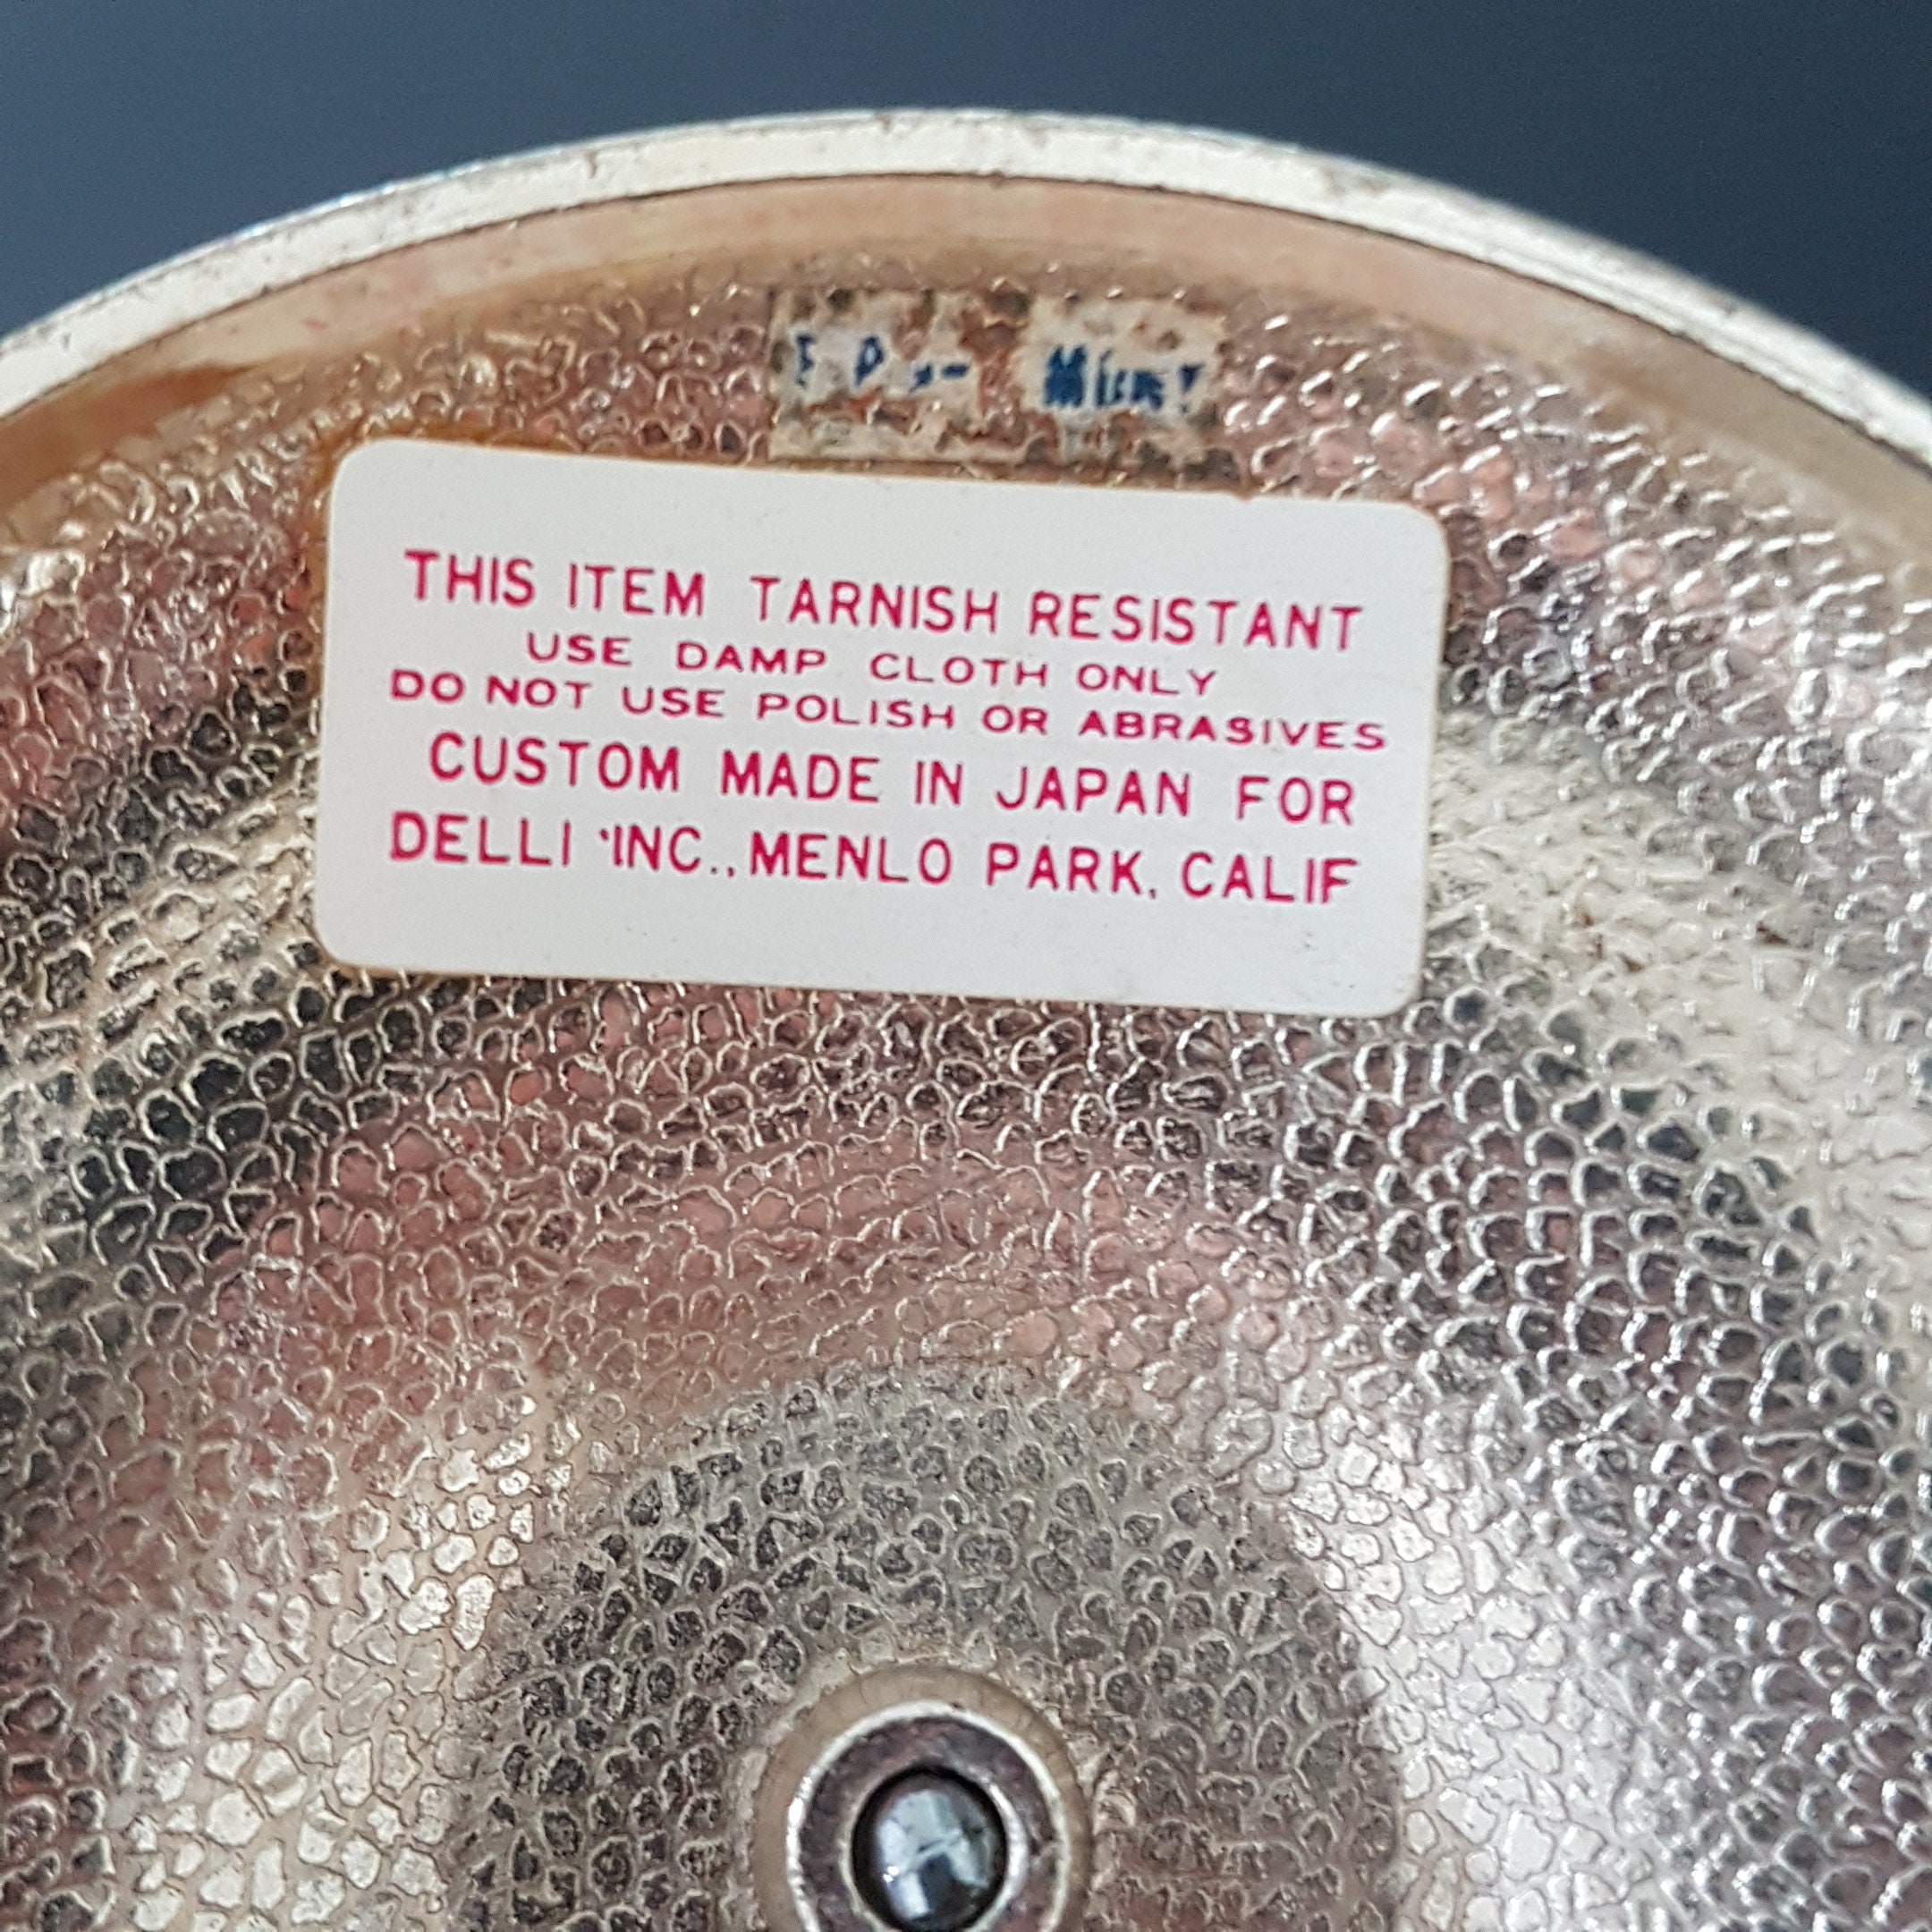 THIS ITEM TARNISH RESISTANT
USE DAMP CLOTH ONLY
DO NOT USE POLISH OR ABRASIVES
CUSTOM MADE IN JAPAN FOR
DELLI 'INC., MENLO PARK, CALIF